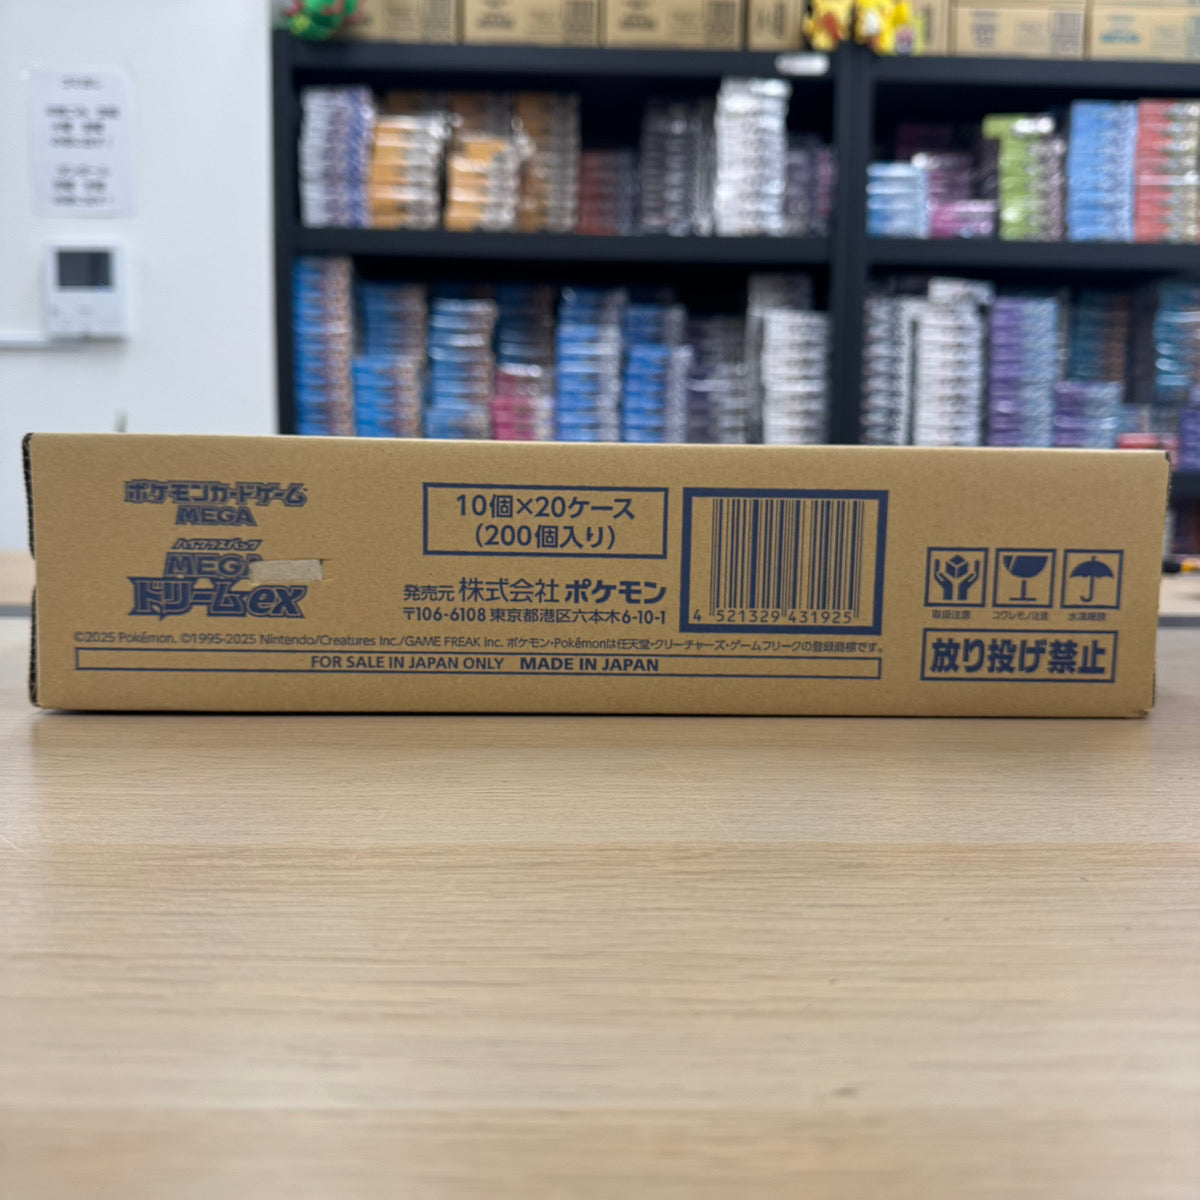 ポケモンカードゲーム
MEGA
ハイクラスパック
MEGA
ドリームex
10個×20ケース
(200個入り)
発売元 株式会社 ポケモン
〒106-6108 東京都港区六本木6-10-1
4 521329 431925
取扱注意
コワレモノ注意
水濡極積
放り投げ禁止
©2025 Pokémon. ©1995-2025 Nintendo/Creatures Inc./GAME FREAK inc. ポケモン・Pokémonは任天堂・クリーチャーズ・ゲームフリークの登録商標です。
FOR SALE IN JAPAN ONLY MADE IN JAPAN